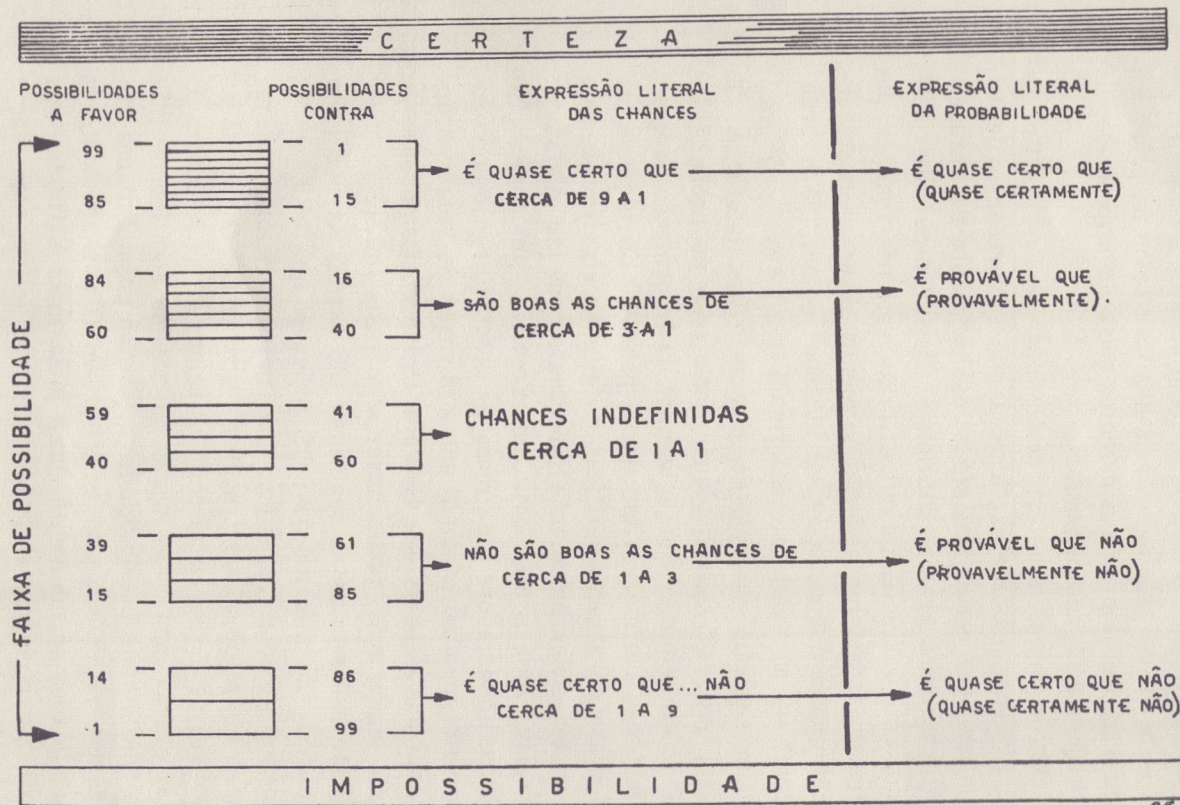 CERTEZA
POSSIBILIDADES
A FAVOR
POSSIBILIDADES
CONTRA
EXPRESSÃO LITERAL
DAS CHANCES
EXPRESSÃO LITERAL
DA PROBABILIDADE
FAIXA DE POSSIBILIDADE
99
1
É QUASE CERTO QUE
É QUASE CERTO QUE
85
15
CERCA DE 9 A 1
(QUASE CERTAMENTE)
84
16
SÃO BOAS AS CHANCES DE
É PROVÁVEL QUE
60
40
CERCA DE 3 A 1
(PROVAVELMENTE).
59
41
CHANCES INDEFINIDAS
40
60
CERCA DE 1 A 1
39
61
NÃO SÃO BOAS AS CHANCES DE
É PROVÁVEL QUE NÃO
15
85
CERCA DE 1 A 3
(PROVAVELMENTE NÃO)
14
86
É QUASE CERTO QUE... NÃO
É QUASE CERTO QUE NÃO
1
99
CERCA DE 1 A 9
(QUASE CERTAMENTE NÃO)
IMPOSSIBILIDADE